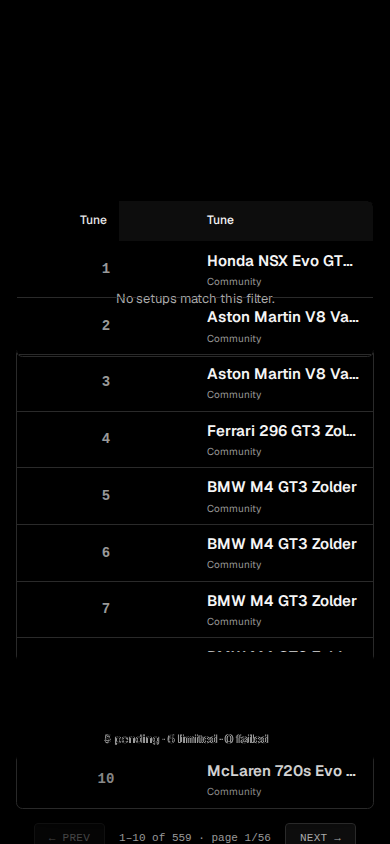 Tune Tune
1 Honda NSX Evo GT...
Community
No setups match this filter.
2 Aston Martin V8 Va...
Community
3 Aston Martin V8 Va...
Community
4 Ferrari 296 GT3 Zol...
Community
5 BMW M4 GT3 Zolder
Community
6 BMW M4 GT3 Zolder
Community
7 BMW M4 GT3 Zolder
Community
10 McLaren 720s Evo ...
Community
← PREV 1–10 of 559 · page 1/56 NEXT →